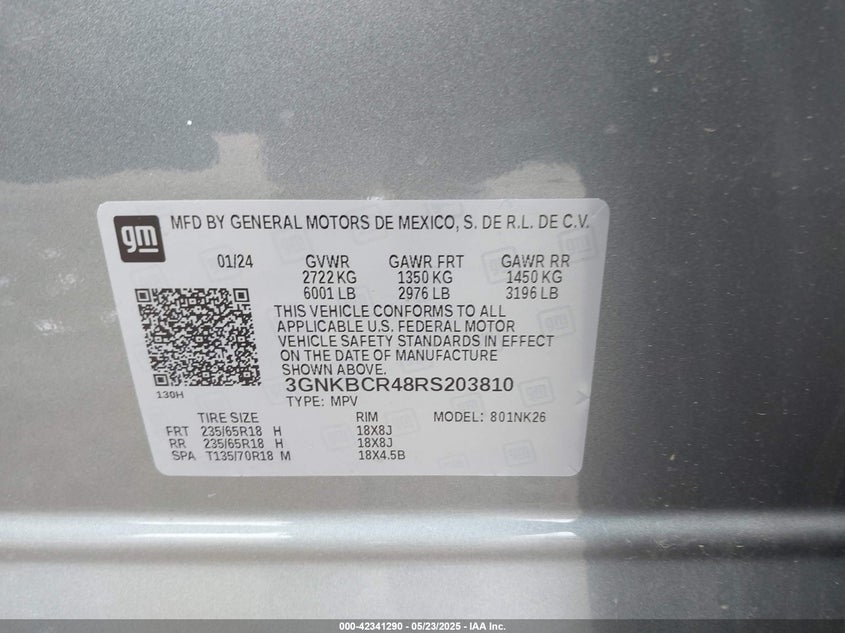 gm
MFD BY GENERAL MOTORS DE MEXICO, S. DE R.L. DE C.V.
01/24 GVWR GAWR FRT GAWR RR
2722 KG 1350 KG 1450 KG
6001 LB 2976 LB 3196 LB
THIS VEHICLE CONFORMS TO ALL
APPLICABLE U.S. FEDERAL MOTOR
VEHICLE SAFETY STANDARDS IN EFFECT
ON THE DATE OF MANUFACTURE
SHOWN ABOVE.
3GNKBCR48RS203810
130H
TYPE: MPV
TIRE SIZE RIM MODEL: 801NK26
FRT 235/65R18 H 18X8J
RR 235/65R18 H 18X8J
SPA T135/70R18 M 18X4.5B
000-42341290 - 05/23/2025 - IAA Inc.